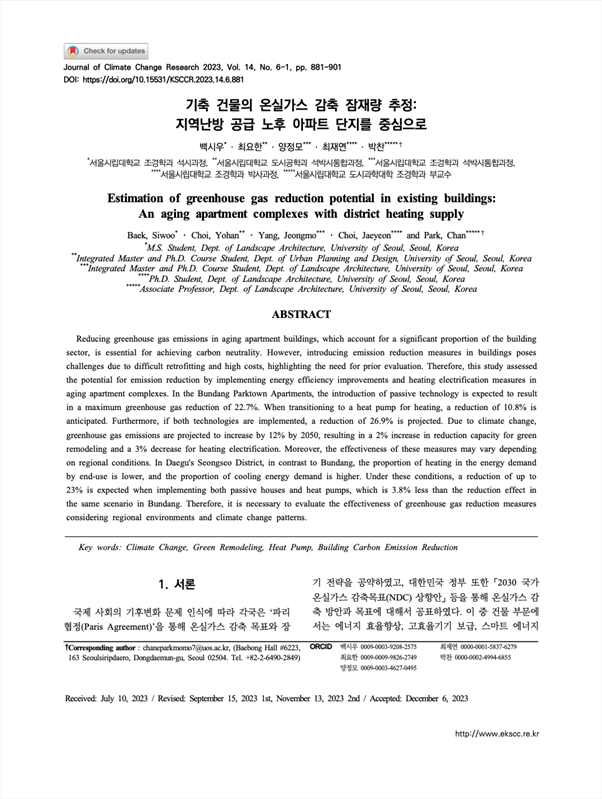 Check for updates
Journal of Climate Change Research 2023, Vol. 14, No. 6-1, pp. 881-901
DOI: https://doi.org/10.15531/KSCCR.2023.14.6.881
기축 건물의 온실가스 감축 잠재량 추정:
지역난방 공급 노후 아파트 단지를 중심으로
백시우* · 최요한** · 양정모*** · 최재연**** · 박찬*****†
*서울시립대학교 조경학과 석사과정, **서울시립대학교 도시공학과 석박사통합과정, ***서울시립대학교 조경학과 석박사통합과정,
****서울시립대학교 조경학과 박사과정, *****서울시립대학교 도시과학대학 조경학과 부교수
Estimation of greenhouse gas reduction potential in existing buildings:
An aging apartment complexes with district heating supply
Baek, Siwoo* · Choi, Yohan** · Yang, Jeongmo*** · Choi, Jaeyeon**** and Park, Chan*****†
*M.S. Student, Dept. of Landscape Architecture, University of Seoul, Seoul, Korea
**Integrated Master and Ph.D. Course Student, Dept. of Urban Planning and Design, University of Seoul, Seoul, Korea
***Integrated Master and Ph.D. Course Student, Dept. of Landscape Architecture, University of Seoul, Seoul, Korea
****Ph.D. Student, Dept. of Landscape Architecture, University of Seoul, Seoul, Korea
*****Associate Professor, Dept. of Landscape Architecture, University of Seoul, Seoul, Korea
ABSTRACT
Reducing greenhouse gas emissions in aging apartment buildings, which account for a significant proportion of the building
sector, is essential for achieving carbon neutrality. However, introducing emission reduction measures in buildings poses
challenges due to difficult retrofitting and high costs, highlighting the need for prior evaluation. Therefore, this study assessed
the potential for emission reduction by implementing energy efficiency improvements and heating electrification measures in
aging apartment complexes. In the Bundang Parktown Apartments, the introduction of passive technology is expected to result
in a maximum greenhouse gas reduction of 22.7%. When transitioning to a heat pump for heating, a reduction of 10.8% is
anticipated. Furthermore, if both technologies are implemented, a reduction of 26.9% is projected. Due to climate change,
greenhouse gas emissions are projected to increase by 12% by 2050, resulting in a 2% increase in reduction capacity for green
remodeling and a 3% decrease for heating electrification. Moreover, the effectiveness of these measures may vary depending
on regional conditions. In Daegu's Seongseo District, in contrast to Bundang, the proportion of heating in the energy demand
by end-use is lower, and the proportion of cooling energy demand is higher. Under these conditions, a reduction of up to
23% is expected when implementing both passive houses and heat pumps, which is 3.8% less than the reduction effect in
the same scenario in Bundang. Therefore, it is necessary to evaluate the effectiveness of greenhouse gas reduction measures
considering regional environments and climate change patterns.
Key words: Climate Change, Green Remodeling, Heat Pump, Building Carbon Emission Reduction
1. 서론
국제 사회의 기후변화 문제 인식에 따라 각국은 '파리
협정(Paris Agreement)'을 통해 온실가스 감축 목표와 장
기 전략을 공약하였고, 대한민국 정부 또한 「2030 국가
온실가스 감축목표(NDC) 상향안」 등을 통해 온실가스 감
축 방안과 목표에 대해서 공표하였다. 이 중 건물 부문에
서는 에너지 효율향상, 고효율기기 보급, 스마트 에너지
†Corresponding author : chaneparkmomo7@uos.ac.kr, (Baebong Hall #6223,
163 Seoulsiripdaero, Dongdaemun-gu, Seoul 02504. Tel. +82-2-6490-2849)
ORCID 백시우 0009-0003-9208-2575 최재연 0000-0001-5837-6279
최요한 0009-0009-9826-2749 박찬 0000-0002-4994-6855
양정모 0009-0003-4627-0495
Received: July 10, 2023 / Revised: September 15, 2023 1st, November 13, 2023 2nd / Accepted: December 6, 2023
http://www.ekscc.re.kr